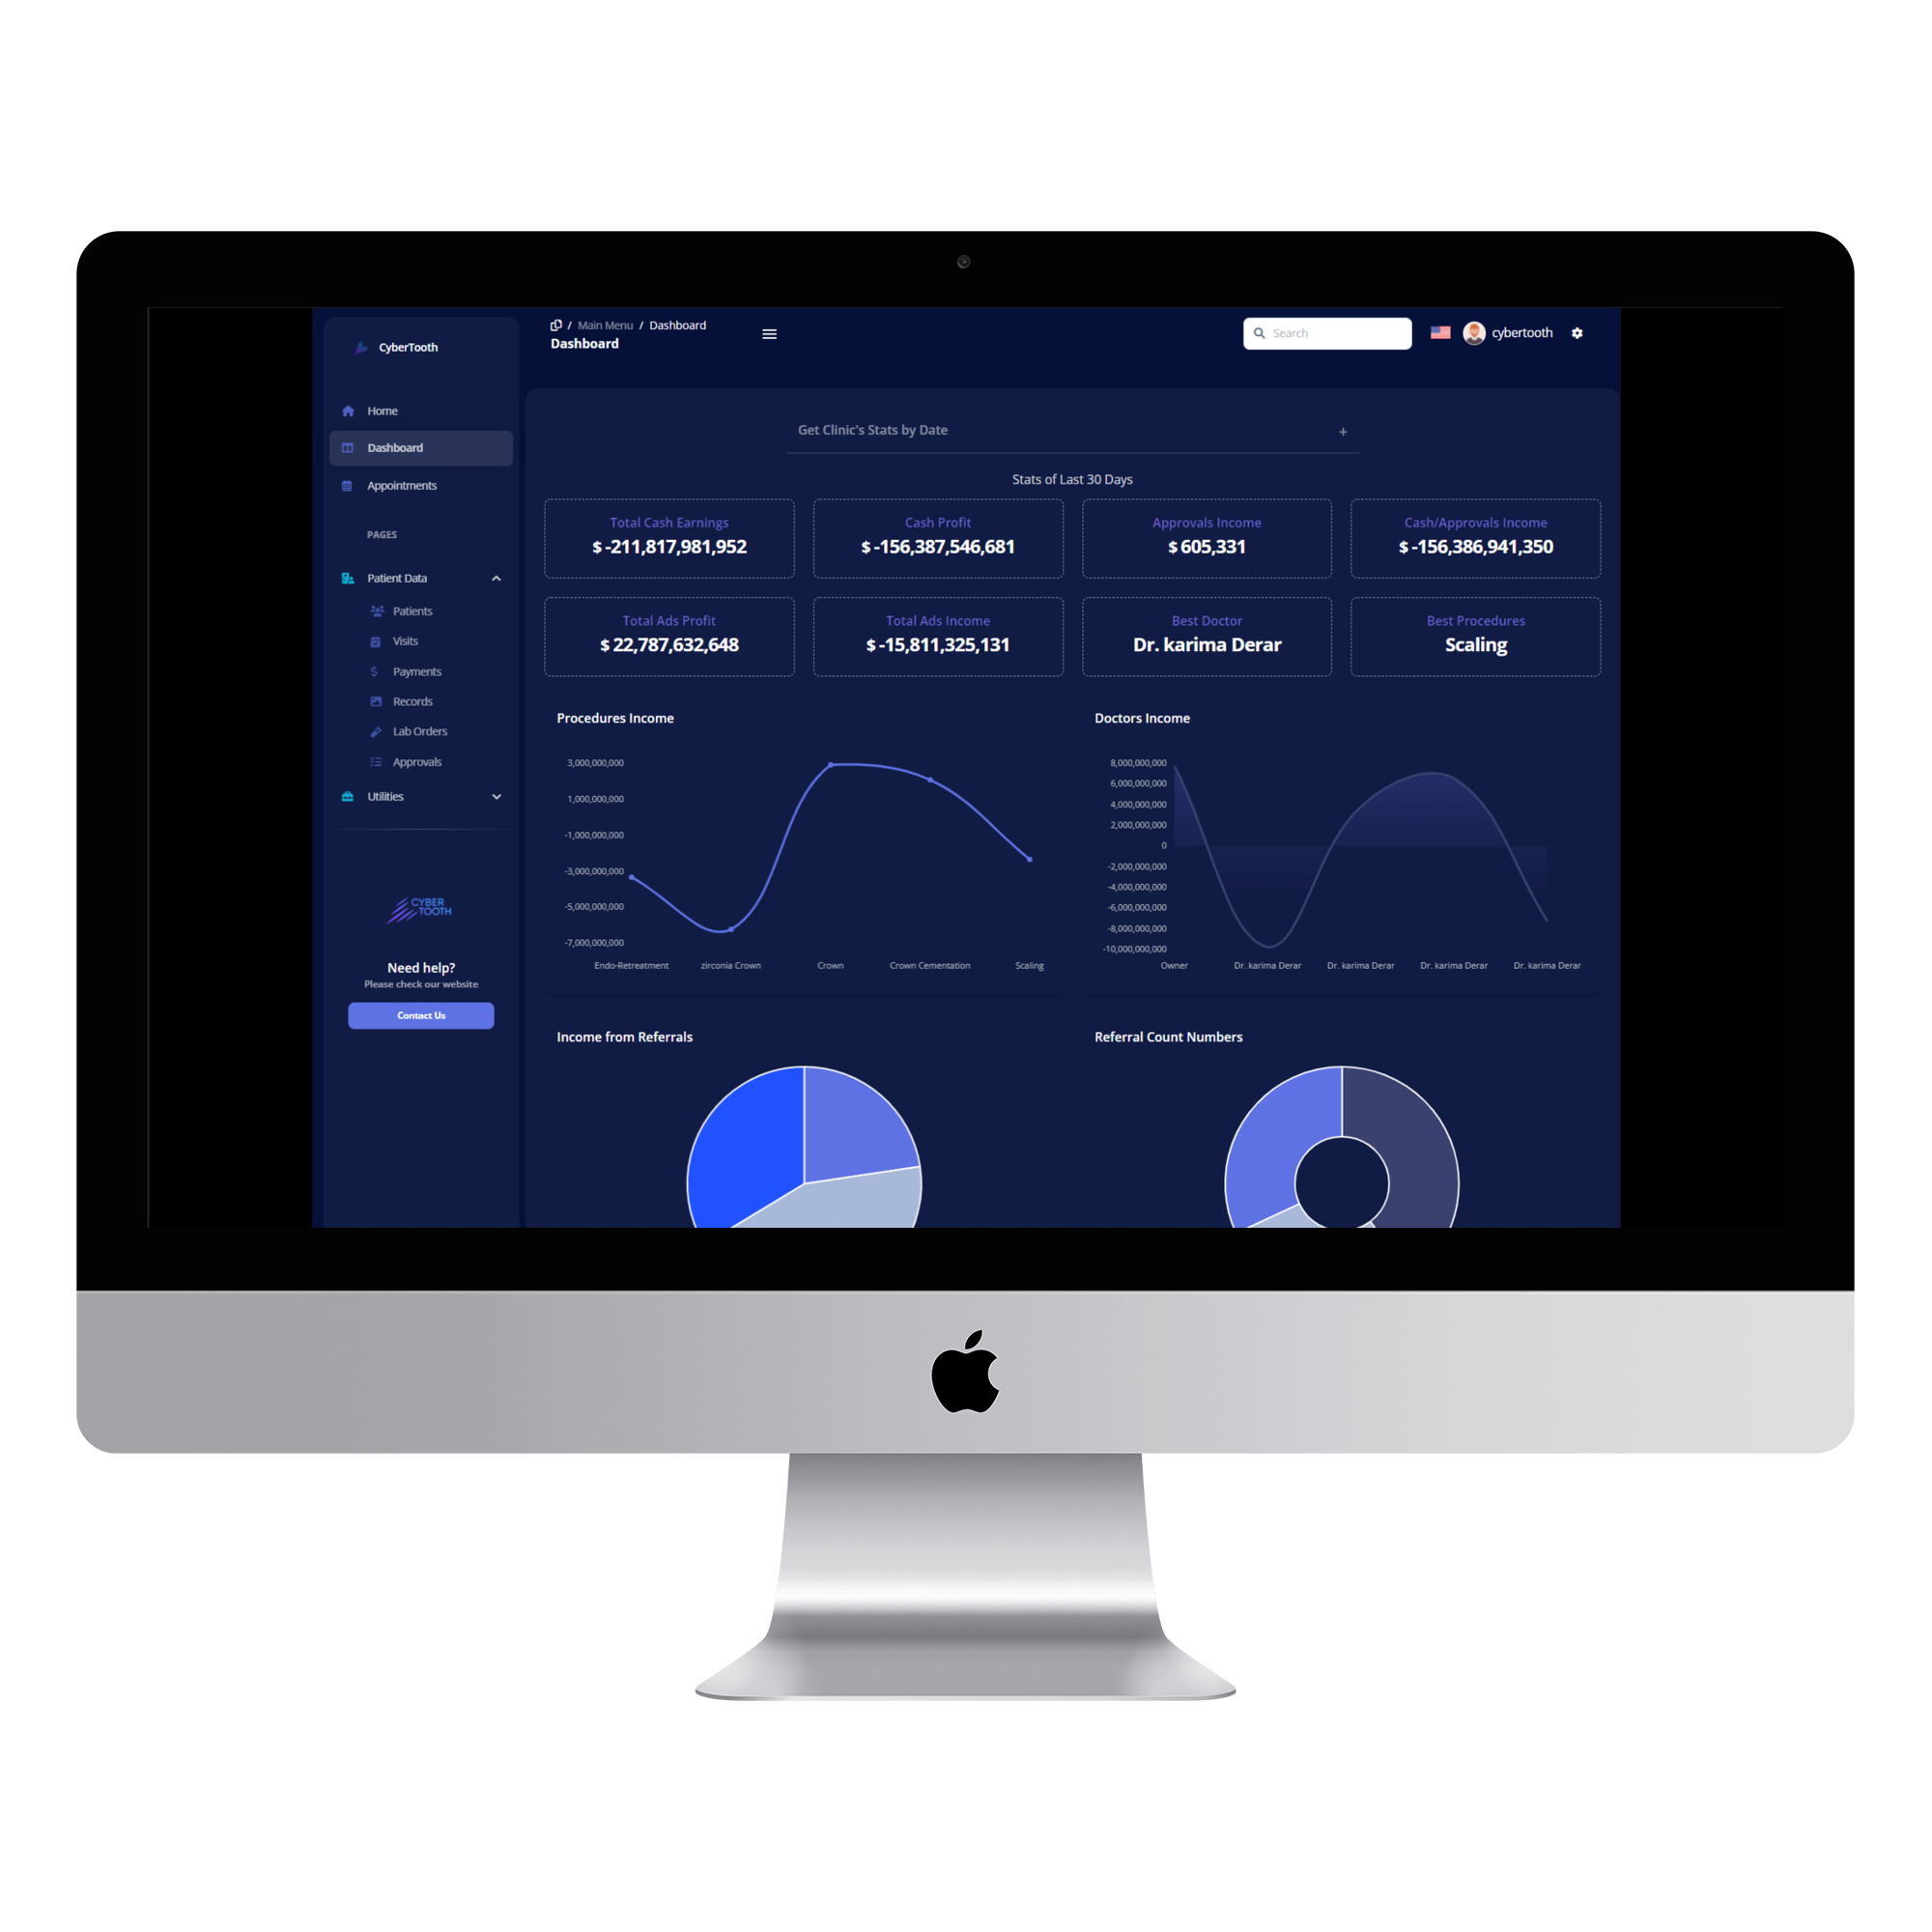 CyberTooth
Home
Dashboard
Appointments
PAGES
Patient Data
Patients
Visits
Payments
Records
Lab Orders
Approvals
Utilities
CYBER
TOOTH
Need help?
Please check our website
Contact Us
/ Main Menu / Dashboard
Dashboard
Search
cybertooth
Get Clinic's Stats by Date +
Stats of Last 30 Days
Total Cash Earnings
$ -211,817,981,952
Cash Profit
$ -156,387,546,681
Approvals Income
$ 605,331
Cash/Approvals Income
$ -156,386,941,350
Total Ads Profit
$ 22,787,632,648
Total Ads Income
$ -15,811,325,131
Best Doctor
Dr. karima Derar
Best Procedures
Scaling
Procedures Income
3,000,000,000
1,000,000,000
-1,000,000,000
-3,000,000,000
-5,000,000,000
-7,000,000,000
Endo-Retreatment zirconia Crown Crown Crown Cementation Scaling
Doctors Income
8,000,000,000
6,000,000,000
4,000,000,000
2,000,000,000
0
-2,000,000,000
-4,000,000,000
-6,000,000,000
-8,000,000,000
-10,000,000,000
Owner Dr. karima Derar Dr. karima Derar Dr. karima Derar Dr. karima Derar
Income from Referrals
Referral Count Numbers